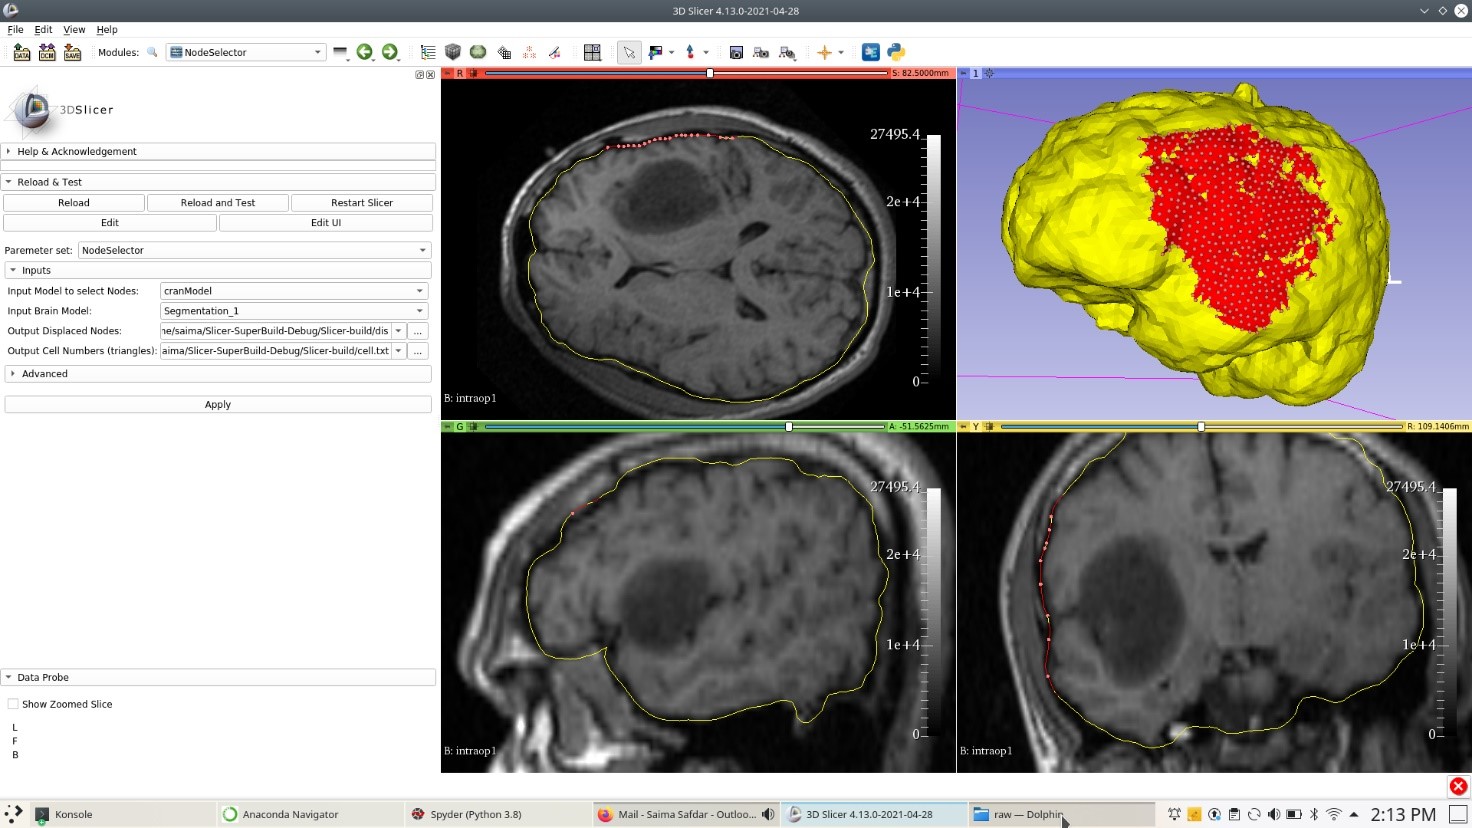 3D Slicer 4.13.0-2021-04-28
File Edit View Help
DATA DCM SAVE Modules: NodeSelector
3DSlicer
Help & Acknowledgement
Reload & Test
Reload Reload and Test Restart Slicer
Edit Edit UI
Paremeter set: NodeSelector
Inputs
Input Model to select Nodes: cranModel
Input Brain Model: Segmentation_1
Output Displaced Nodes: ne/saima/Slicer-SuperBuild-Debug/Slicer-build/dis ...
Output Cell Numbers (triangles): aima/Slicer-SuperBuild-Debug/Slicer-build/cell.txt ...
Advanced
Apply
Data Probe
Show Zoomed Slice
L
F
B
R S: 82.5000mm
27495.4
2e+4
1e+4
0
B: intraop1
1
G A: -51.5625mm
27495.4
2e+4
1e+4
0
B: intraop1
Y R: 109.1406mm
27495.4
2e+4
1e+4
0
B: intraop1
Konsole Anaconda Navigator Spyder (Python 3.8) Mail - Saima Safdar - Outloo... 3D Slicer 4.13.0-2021-04-28 raw — Dolphin 2:13 PM